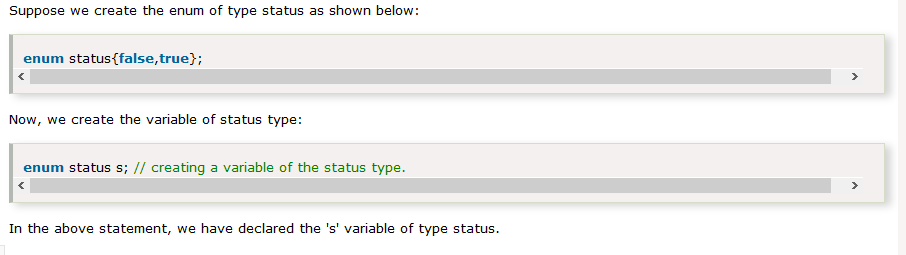 Suppose we create the enum of type status as shown below:
enum status{false,true};
Now, we create the variable of status type:
enum status s; // creating a variable of the status type.
In the above statement, we have declared the 's' variable of type status.